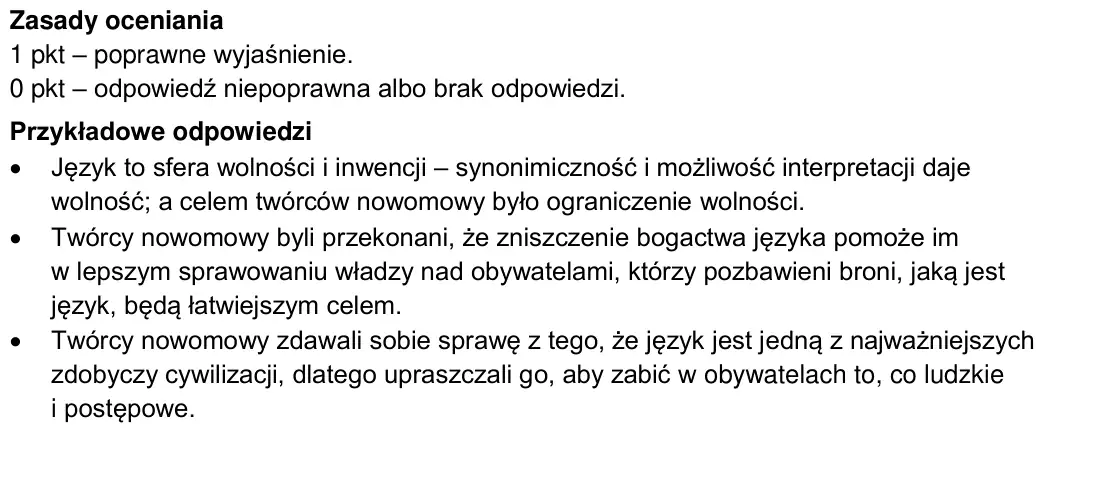 Zasady oceniania
1 pkt – poprawne wyjaśnienie.
0 pkt – odpowiedź niepoprawna albo brak odpowiedzi.
Przykładowe odpowiedzi
• Język to sfera wolności i inwencji – synonimiczność i możliwość interpretacji daje
wolność; a celem twórców nowomowy było ograniczenie wolności.
• Twórcy nowomowy byli przekonani, że zniszczenie bogactwa języka pomoże im
w lepszym sprawowaniu władzy nad obywatelami, którzy pozbawieni broni, jaką jest
język, będą łatwiejszym celem.
• Twórcy nowomowy zdawali sobie sprawę z tego, że język jest jedną z najważniejszych
zdobyczy cywilizacji, dlatego upraszczali go, aby zabić w obywatelach to, co ludzkie
i postępowe.